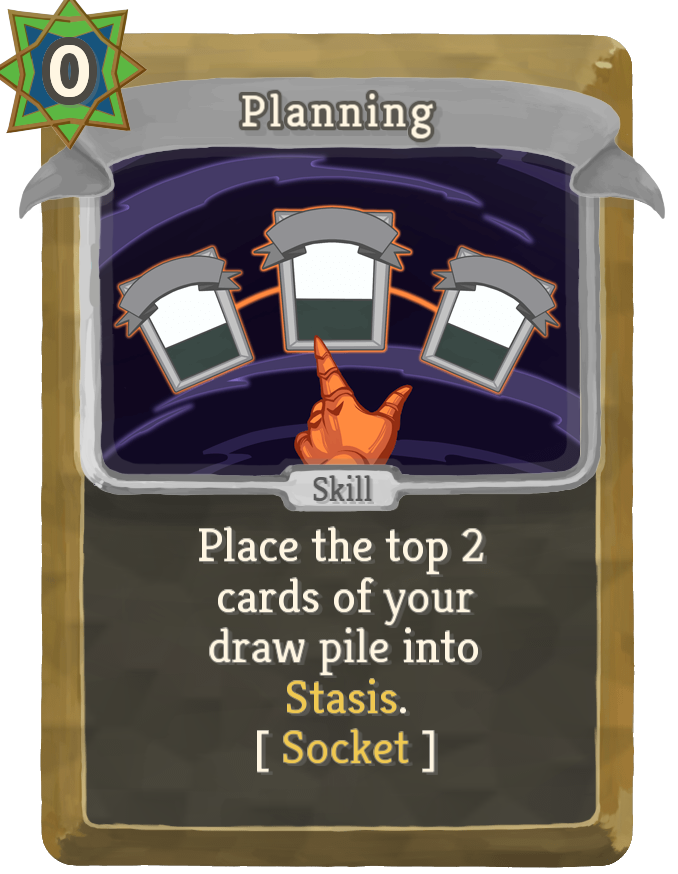 0
Planning
Skill
Place the top 2
cards of your
draw pile into
Stasis.
[ Socket ]